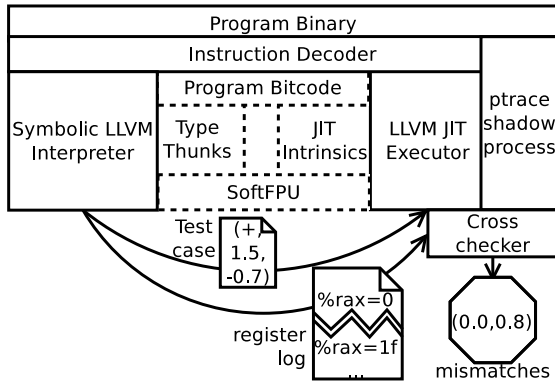 Program Binary
Instruction Decoder
Program Bitcode
Symbolic LLVM
Interpreter
Type
Thunks
JIT
Intrinsics
LLVM JIT
Executor
ptrace
shadow
process
SoftFPU
Test
case
(+)
1.5,
-0.7)
Cross
checker
register
log
%rax=0
%rax=1f
...
(0.0,0.8)
mismatches